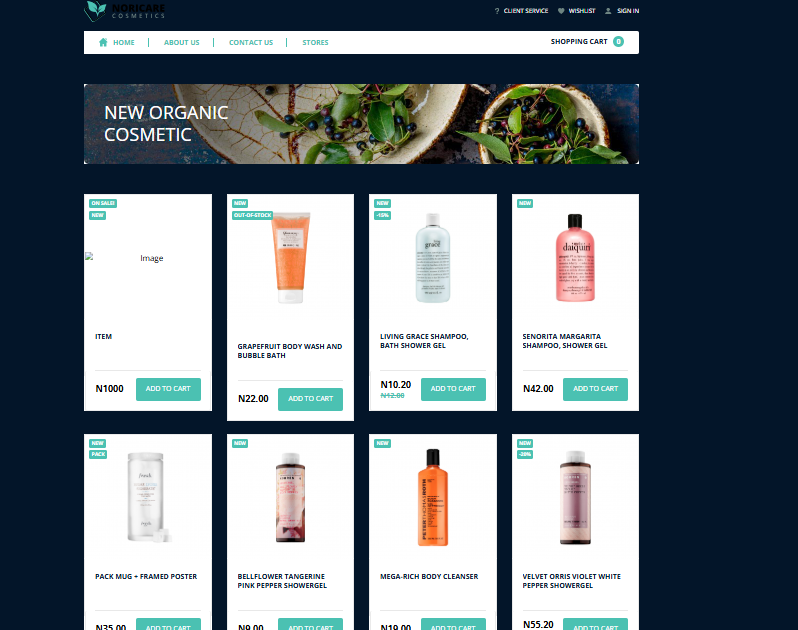 NORICARE
COSMETICS
? CLIENT SERVICE
WISHLIST
SIGN IN
HOME
ABOUT US
CONTACT US
STORES
SHOPPING CART 0
NEW ORGANIC
COSMETIC
ON SALE!
NEW
Image
ITEM
N1000
ADD TO CART
NEW
OUT-OF-STOCK
GRAPEFRUIT BODY WASH AND
BUBBLE BATH
N22.00
ADD TO CART
NEW
-15%
grace
LIVING GRACE SHAMPOO,
BATH SHOWER GEL
N10.20
N12.00
ADD TO CART
NEW
daiquiri
SENORITA MARGARITA
SHAMPOO, SHOWER GEL
N42.00
ADD TO CART
NEW
PACK
fresh
PACK MUG + FRAMED POSTER
N35.00
ADD TO CART
NEW
BELLFLOWER TANGERINE
PINK PEPPER SHOWERGEL
N9.00
ADD TO CART
NEW
PETER THOMAS ROTH
MEGA-RICH BODY CLEANSER
N19.00
ADD TO CART
NEW
-20%
VELVET ORRIS VIOLET WHITE
PEPPER SHOWERGEL
N55.20
ADD TO CART